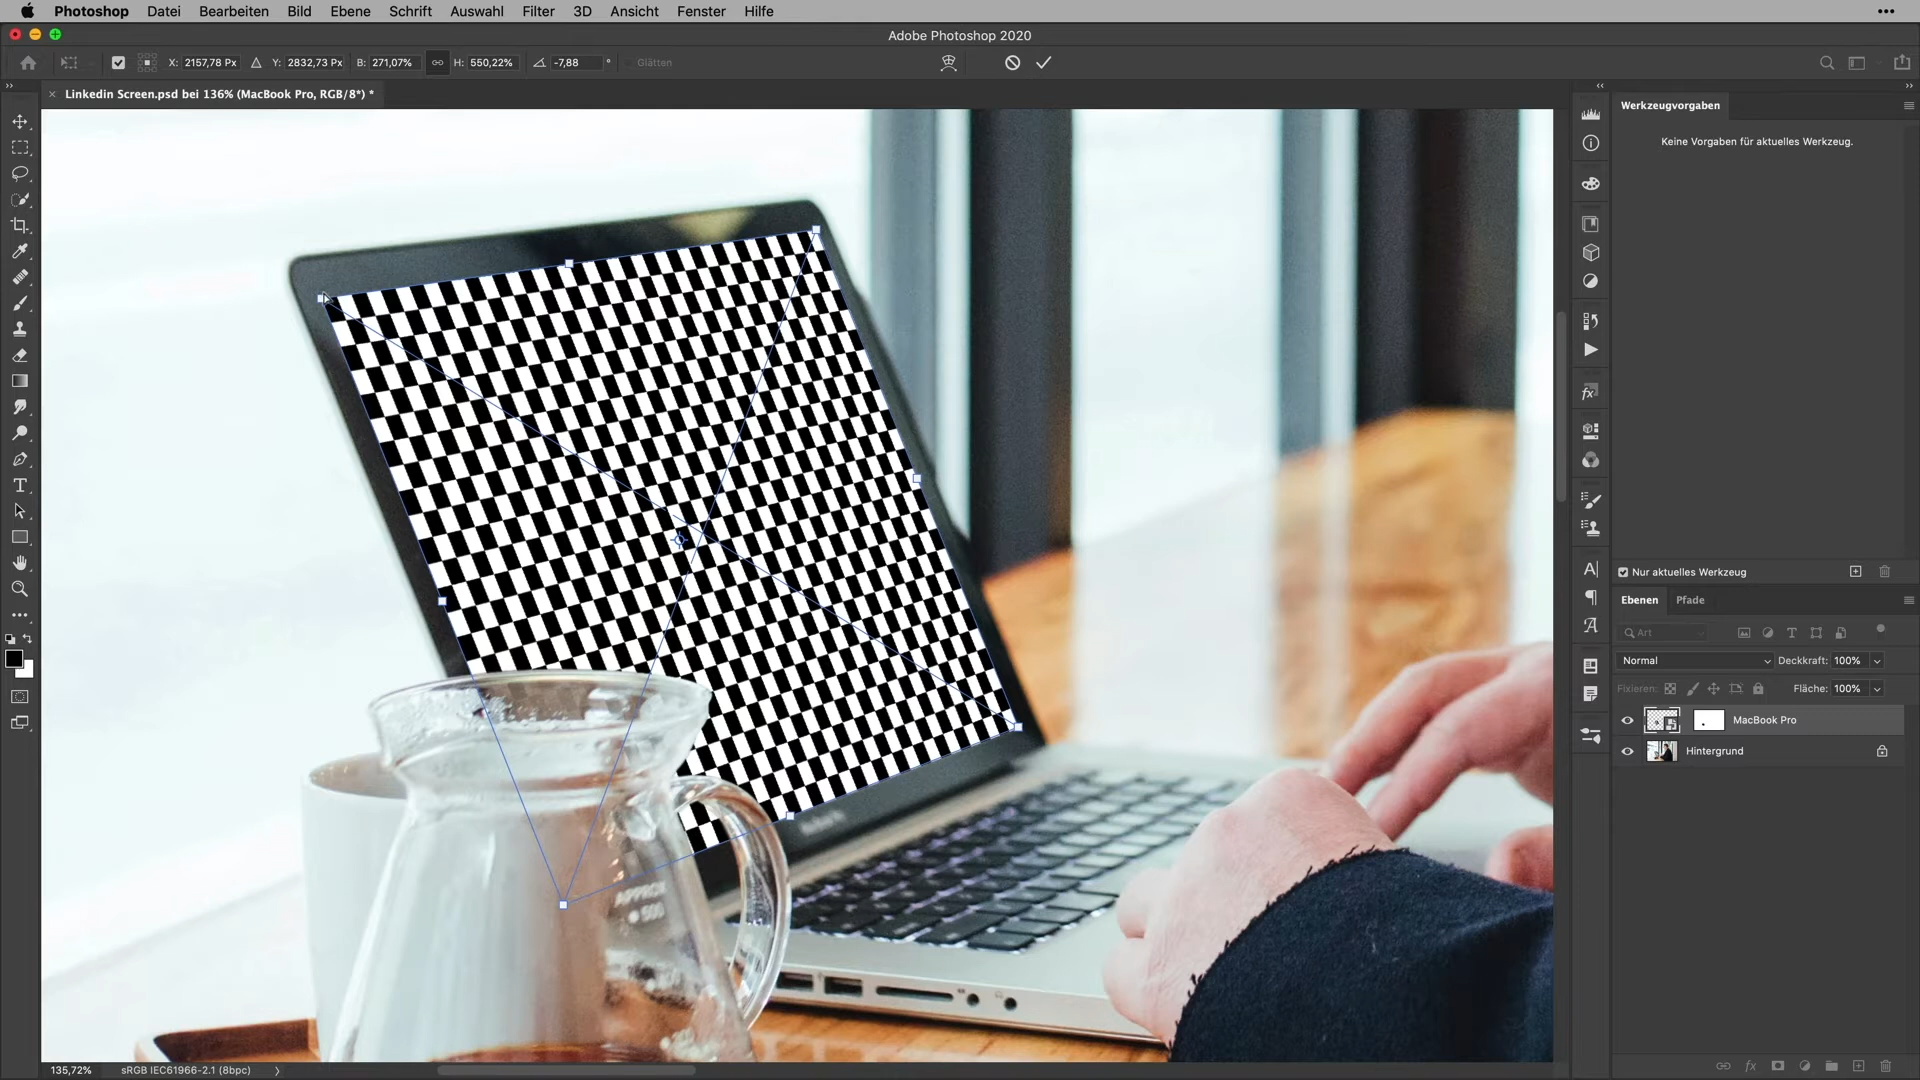 Photoshop Datei Bearbeiten Bild Ebene Schrift Auswahl Filter 3D Ansicht Fenster Hilfe
Adobe Photoshop 2020
X: 2157,78 Px Y: 2832,73 Px B: 271,07% H: 550,22% -7,88 ° Glätten
Linkedin Screen.psd bei 136% (MacBook Pro, RGB/8*) *
Werkzeugvorgaben
Keine Vorgaben für aktuelles Werkzeug.
Nur aktuelles Werkzeug
Ebenen Pfade
Art
Normal Deckkraft: 100%
Fixieren: Fläche: 100%
MacBook Pro
Hintergrund
APPROX
500
135,72% sRGB IEC61966-2.1 (8bpc)